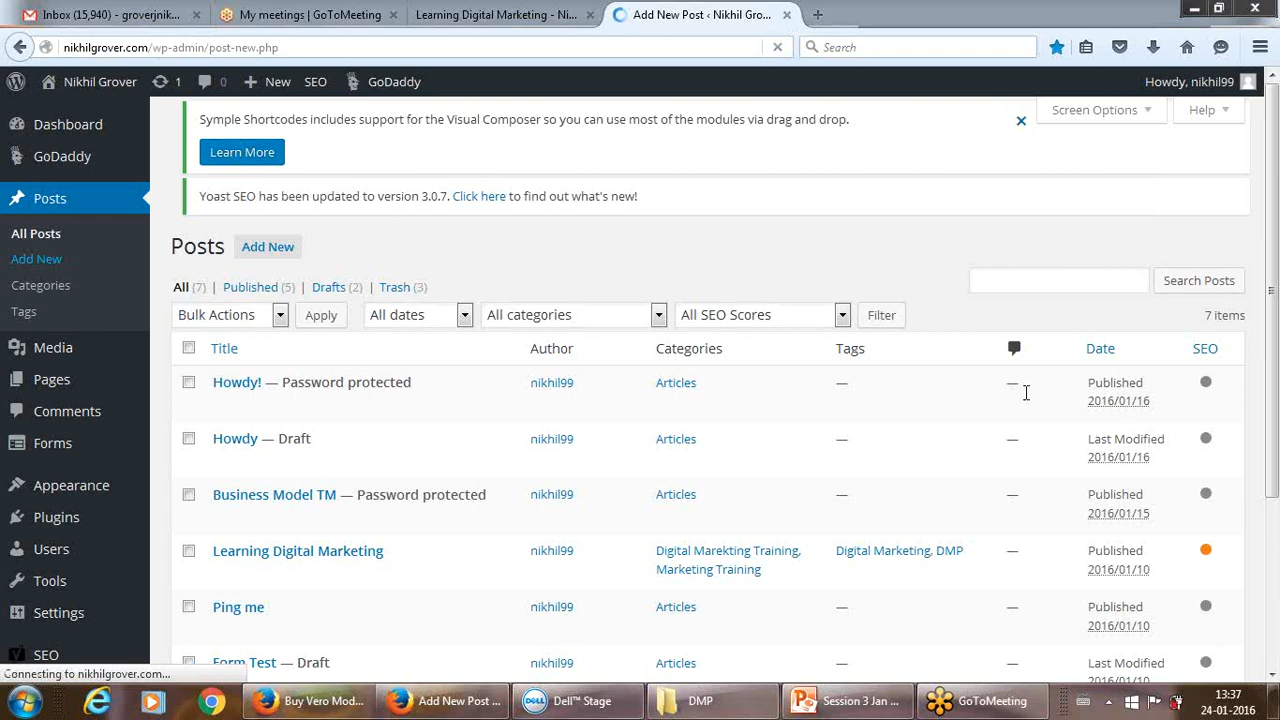 Inbox (15,940) - groverjnik...
My meetings | GoToMeeting
Learning Digital Marketing - Ni...
Add New Post ‹ Nikhil Gro...
nikhilgrover.com/wp-admin/post-new.php
Search
Nikhil Grover
1
0
New
SEO
GoDaddy
Howdy, nikhil99
Dashboard
GoDaddy
Posts
All Posts
Add New
Categories
Tags
Media
Pages
Comments
Forms
Appearance
Plugins
Users
Tools
Settings
SEO
Screen Options
Help
Symple Shortcodes includes support for the Visual Composer so you can use most of the modules via drag and drop.
Learn More
Yoast SEO has been updated to version 3.0.7. Click here to find out what's new!
Posts Add New
All (7) | Published (5) | Drafts (2) | Trash (3)
Search Posts
Bulk Actions Apply All dates All categories All SEO Scores Filter 7 items
Title Author Categories Tags Date SEO
Howdy! — Password protected nikhil99 Articles — — Published
2016/01/16
Howdy — Draft nikhil99 Articles — — Last Modified
2016/01/16
Business Model TM — Password protected nikhil99 Articles — — Published
2016/01/15
Learning Digital Marketing nikhil99 Digital Marekting Training, Digital Marketing, DMP — Published
Marketing Training 2016/01/10
Ping me nikhil99 Articles — — Published
2016/01/10
Form Test — Draft nikhil99 Articles — — Last Modified
2016/01/10
Connecting to nikhilgrover.com...
Buy Vero Mod...
Add New Post ...
DELL
Dell™ Stage
DMP
Session 3 Jan ...
GoToMeeting
13:37
24-01-2016